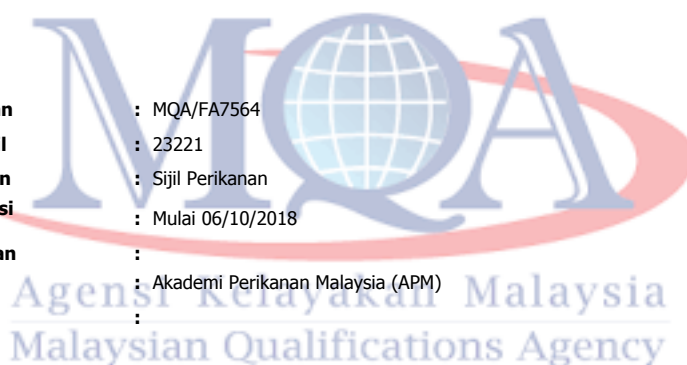 MQA
an : MQA/FA7564
l : 23221
n : Sijil Perikanan
si : Mulai 06/10/2018
an :
: Akademi Perikanan Malaysia (APM)
Agensi Kelayakan Malaysia
:
Malaysian Qualifications Agency